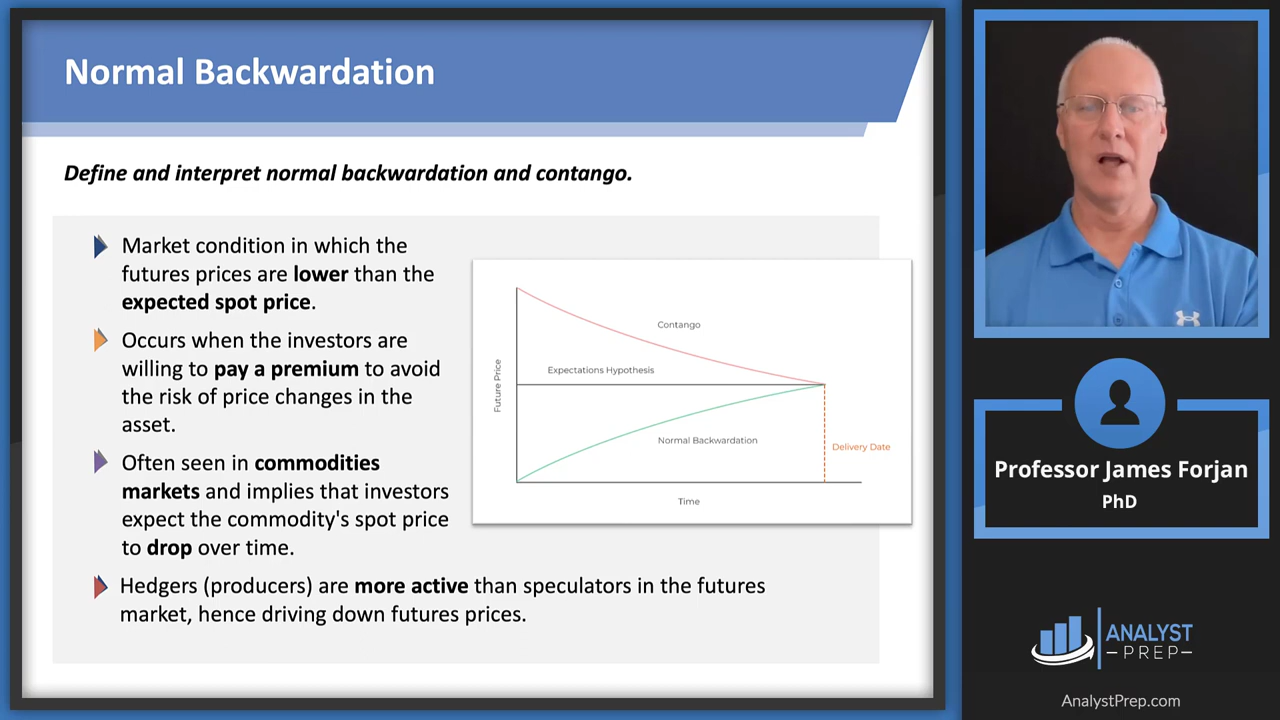 Normal Backwardation
Define and interpret normal backwardation and contango.
Market condition in which the
futures prices are lower than the
expected spot price.
Occurs when the investors are
willing to pay a premium to avoid
the risk of price changes in the
asset.
Often seen in commodities
markets and implies that investors
expect the commodity's spot price
to drop over time.
Hedgers (producers) are more active than speculators in the futures
market, hence driving down futures prices.
Future Price
Contango
Expectations Hypothesis
Normal Backwardation
Delivery Date
Time
Professor James Forjan
PhD
ANALYST
PREP
AnalystPrep.com